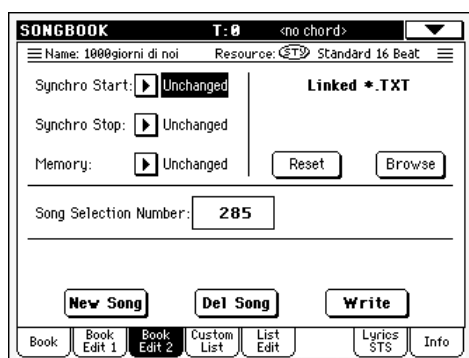 SONGBOOK T:0 <no chord>
Name: 1000giorni di noi Resource: STY Standard 16 Beat
Synchro Start: Unchanged Linked *.TXT
Synchro Stop: Unchanged
Memory: Unchanged Reset Browse
Song Selection Number: 285
New Song Del Song Write
Book Book Edit 1 Book Edit 2 Custom List List Edit Lyrics STS Info